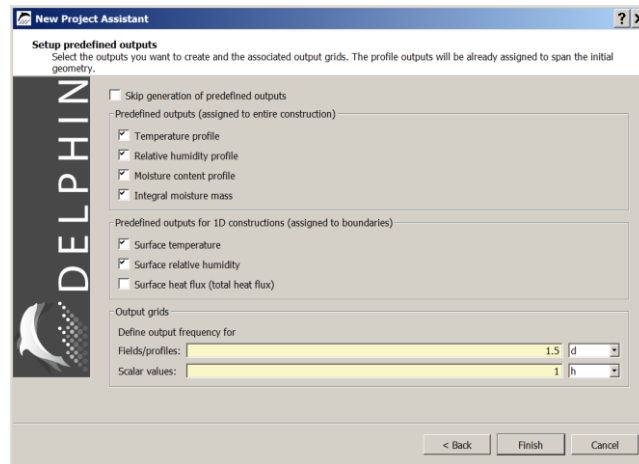 New Project Assistant
Setup predefined outputs
Select the outputs you want to create and the associated output grids. The profile outputs will be already assigned to span the initial
geometry.
DELPHIN
Skip generation of predefined outputs
Predefined outputs (assigned to entire construction)
Temperature profile
Relative humidity profile
Moisture content profile
Integral moisture mass
Predefined outputs for 1D constructions (assigned to boundaries)
Surface temperature
Surface relative humidity
Surface heat flux (total heat flux)
Output grids
Define output frequency for
Fields/profiles: 1.5 d
Scalar values: 1 h
< Back Finish Cancel